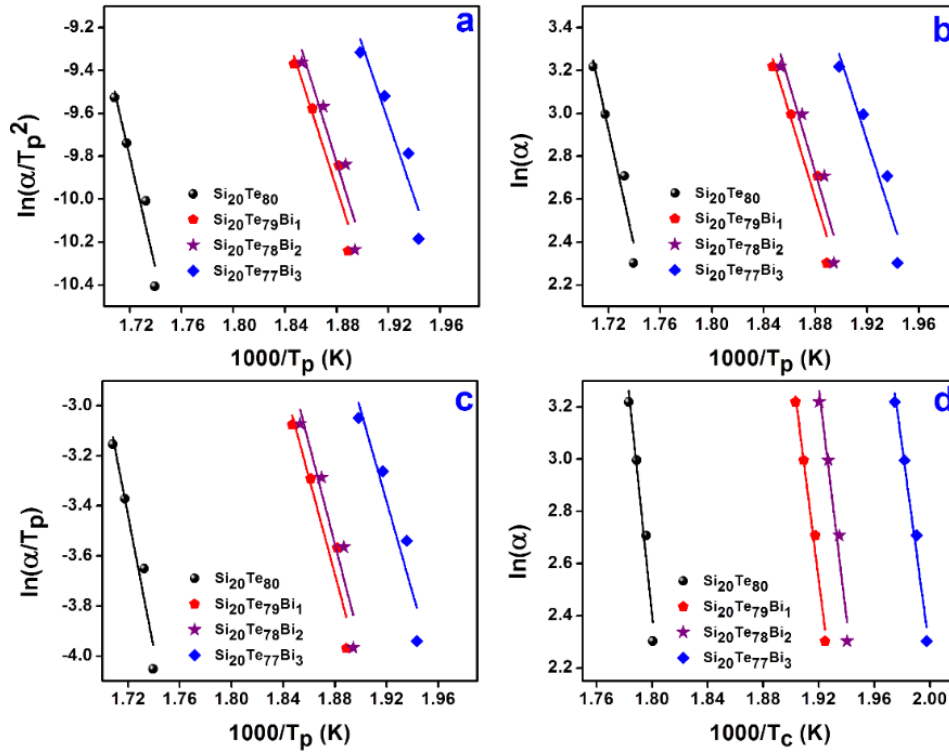 a
-9.2
-9.4
-9.6
-9.8
-10.0
-10.2
-10.4
ln(α/Tp2)
Si20Te80
Si20Te79Bi1
Si20Te78Bi2
Si20Te77Bi3
1.72 1.76 1.80 1.84 1.88 1.92 1.96
1000/Tp (K)
b
3.4
3.2
3.0
2.8
2.6
2.4
2.2
ln(α)
Si20Te80
Si20Te79Bi1
Si20Te78Bi2
Si20Te77Bi3
1.72 1.76 1.80 1.84 1.88 1.92 1.96
1000/Tp (K)
c
-3.0
-3.2
-3.4
-3.6
-3.8
-4.0
ln(α/Tp)
Si20Te80
Si20Te79Bi1
Si20Te78Bi2
Si20Te77Bi3
1.72 1.76 1.80 1.84 1.88 1.92 1.96
1000/Tp (K)
d
3.2
3.0
2.8
2.6
2.4
2.2
ln(α)
Si20Te80
Si20Te79Bi1
Si20Te78Bi2
Si20Te77Bi3
1.76 1.80 1.84 1.88 1.92 1.96 2.00
1000/Tc (K)